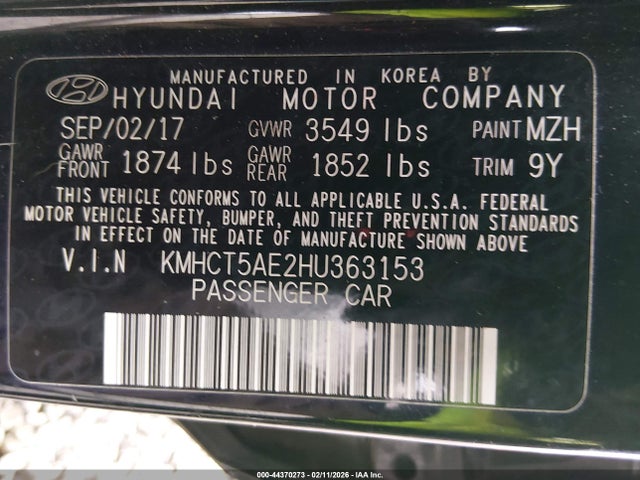 MANUFACTURED IN KOREA BY
HYUNDAI MOTOR COMPANY
SEP/02/17 GVWR 3549 lbs PAINT MZH
GAWR FRONT 1874 lbs GAWR REAR 1852 lbs TRIM 9Y
THIS VEHICLE CONFORMS TO ALL APPLICABLE U.S.A. FEDERAL
MOTOR VEHICLE SAFETY, BUMPER, AND THEFT PREVENTION STANDARDS
IN EFFECT ON THE DATE OF MANUFACTURE SHOWN ABOVE
V.I.N KMHCT5AE2HU363153
PASSENGER CAR
000-44370273 - 02/11/2026 - IAA Inc.